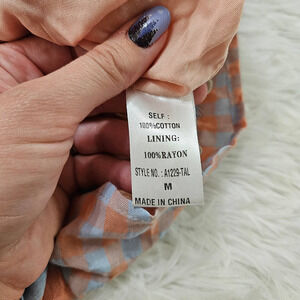 SELF :
100%COTTON
LINING:
100%RAYON
STYLE NO. : A1229-TAL
M
MADE IN CHINA